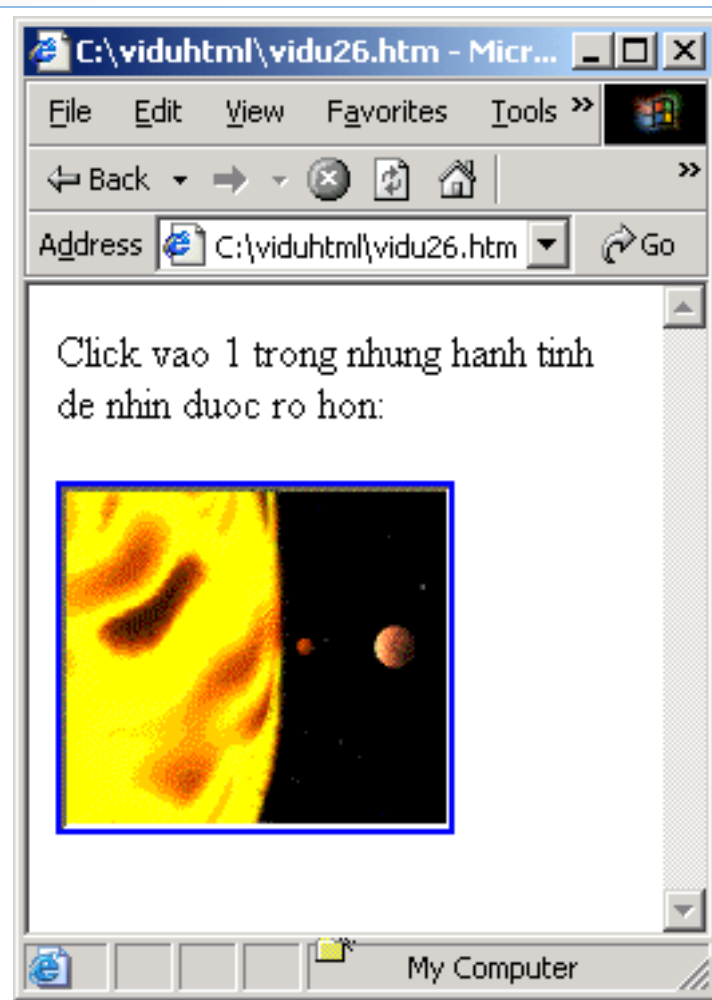 C:\viduhtml\vidu26.htm - Micr...
File Edit View Favorites Tools »
Back »
Address C:\viduhtml\vidu26.htm Go
Click vao 1 trong nhung hanh tinh
de nhin duoc ro hon:
My Computer